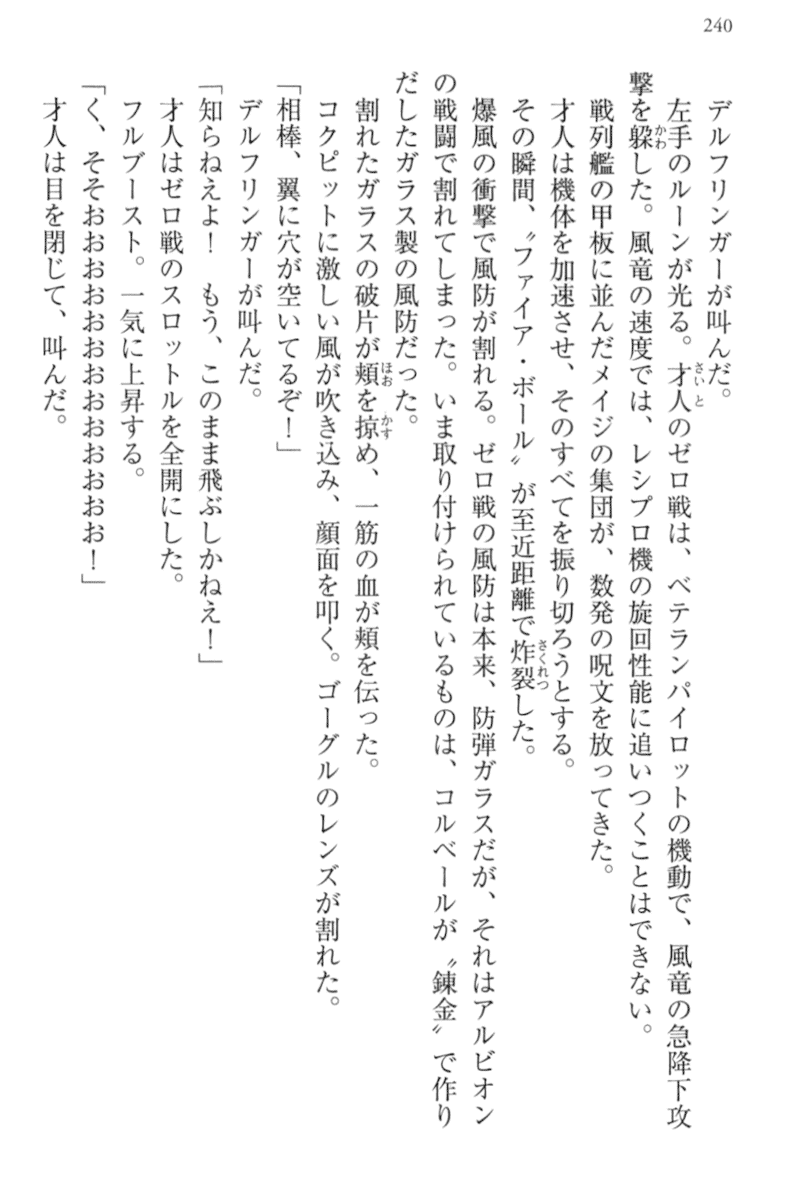 240
デルフリンガーが叫んだ。
左手のルーンが光る。才人のゼロ戦は、ベテランパイロットの機動で、風竜の急降下攻
撃を躱した。風竜の速度では、レシプロ機の旋回性能に追いつくことはできない。
戦列艦の甲板に並んだメイジの集団が、数発の呪文を放ってきた。
才人は機体を加速させ、そのすべてを振り切ろうとする。
その瞬間、〝ファイア・ボール〟が至近距離で炸裂した。
爆風の衝撃で風防が割れる。ゼロ戦の風防は本来、防弾ガラスだが、それはアルビオン
の戦闘で割れてしまった。いま取り付けられているものは、コルベールが〝錬金〟で作り
だしたガラス製の風防だった。
割れたガラスの破片が頬を掠め、一筋の血が頬を伝った。
コクピットに激しい風が吹き込み、顔面を叩く。ゴーグルのレンズが割れた。
「相棒、翼に穴が空いてるぞ！」
デルフリンガーが叫んだ。
「知らねえよ！　もう、このまま飛ぶしかねえ！」
才人はゼロ戦のスロットルを全開にした。
フルブースト。一気に上昇する。
「く、そそおおおおおおおおおおおおお！」
才人は目を閉じて、叫んだ。